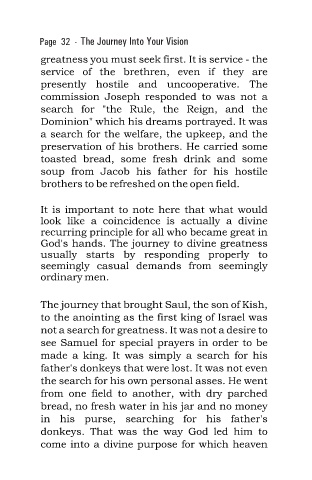 Page 32 - The Journey Into Your Vision
greatness you must seek first. It is service - the
service of the brethren, even if they are
presently hostile and uncooperative. The
commission Joseph responded to was not a
search for "the Rule, the Reign, and the
Dominion" which his dreams portrayed. It was
a search for the welfare, the upkeep, and the
preservation of his brothers. He carried some
toasted bread, some fresh drink and some
soup from Jacob his father for his hostile
brothers to be refreshed on the open field.
It is important to note here that what would
look like a coincidence is actually a divine
recurring principle for all who became great in
God's hands. The journey to divine greatness
usually starts by responding properly to
seemingly casual demands from seemingly
ordinary men.
The journey that brought Saul, the son of Kish,
to the anointing as the first king of Israel was
not a search for greatness. It was not a desire to
see Samuel for special prayers in order to be
made a king. It was simply a search for his
father's donkeys that were lost. It was not even
the search for his own personal asses. He went
from one field to another, with dry parched
bread, no fresh water in his jar and no money
in his purse, searching for his father's
donkeys. That was the way God led him to
come into a divine purpose for which heaven